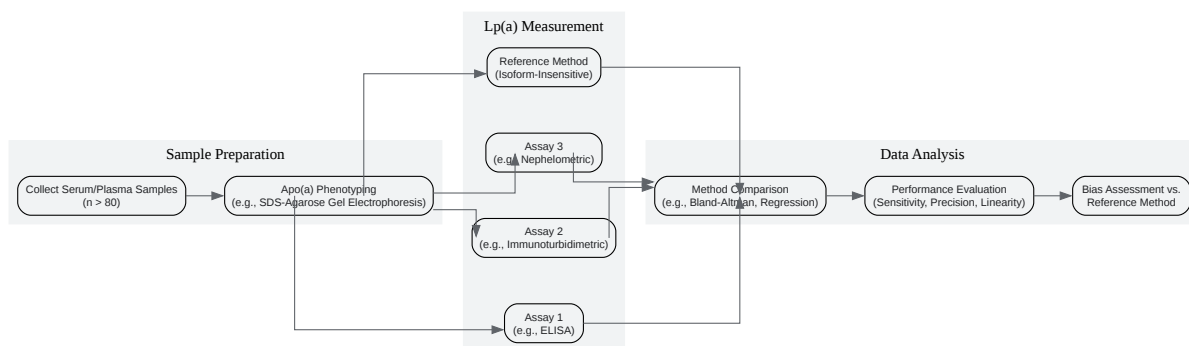 Lp(a) Measurement
Reference Method
(Isoform-Insensitive)
Assay 3
(e.g., Nephelometric)
Sample Preparation
Data Analysis
Collect Serum/Plasma Samples
(n > 80)
Apo(a) Phenotyping
(e.g., SDS-Agarose Gel Electrophoresis)
Method Comparison
(e.g., Bland-Altman, Regression)
Performance Evaluation
(Sensitivity, Precision, Linearity)
Bias Assessment vs.
Reference Method
Assay 2
(e.g., Immunoturbidimetric)
Assay 1
(e.g., ELISA)